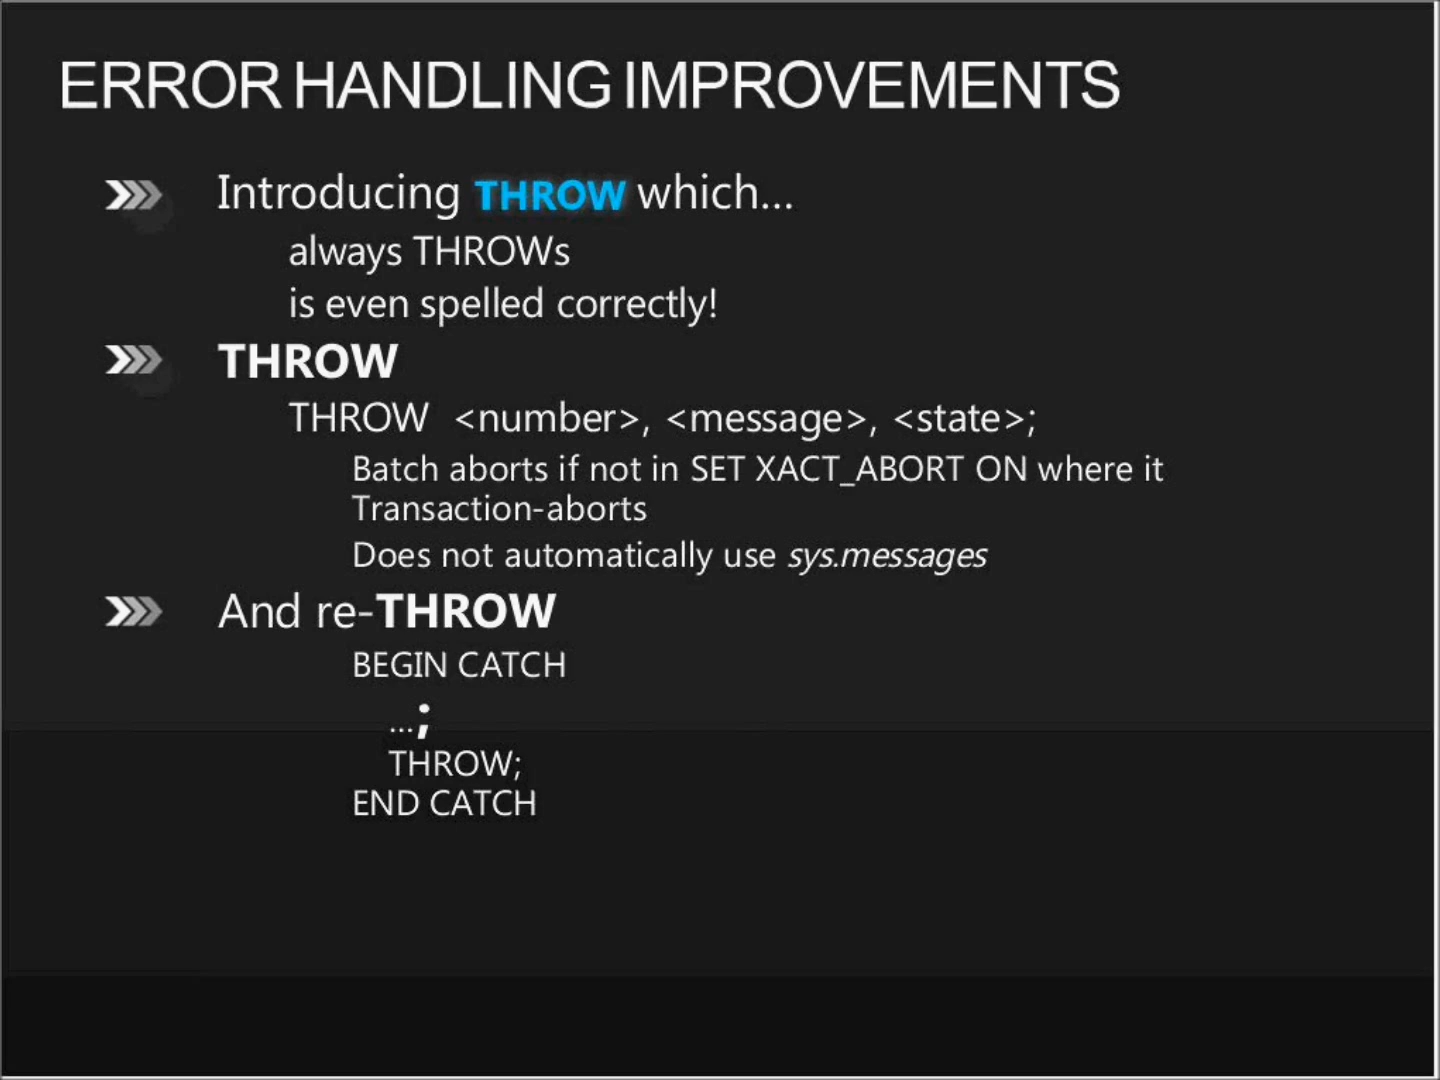 ERROR HANDLING IMPROVEMENTS
Introducing THROW which...
always THROWs
is even spelled correctly!
THROW
THROW  <number>, <message>, <state>;
Batch aborts if not in SET XACT_ABORT ON where it
Transaction-aborts
Does not automatically use sys.messages
And re-THROW
BEGIN CATCH
...;
THROW;
END CATCH